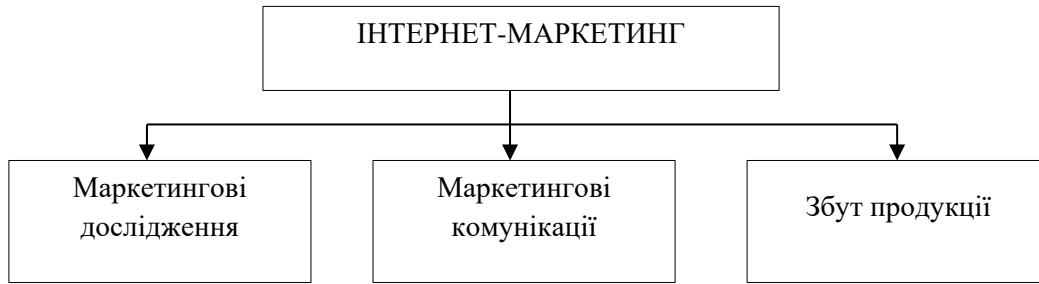 ІНТЕРНЕТ-МАРКЕТИНГ
Маркетингові
дослідження
Маркетингові
комунікації
Збут продукції